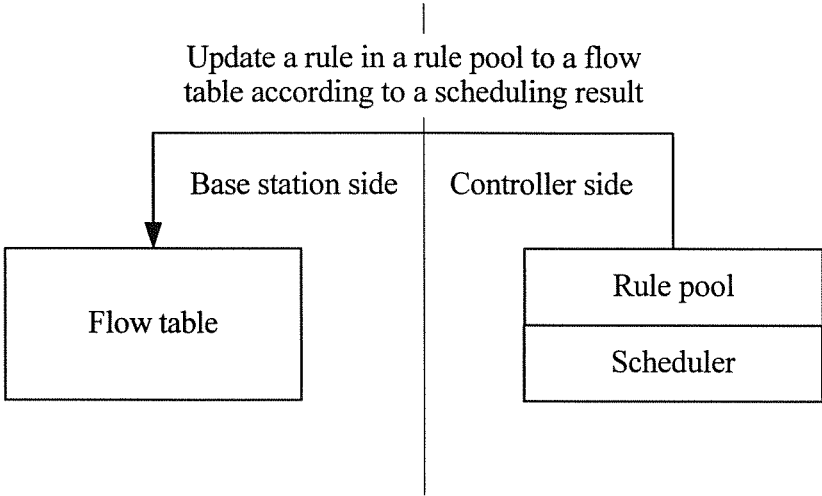 Update a rule in a rule pool to a flow
table according to a scheduling result
Base station side
Controller side
Flow table
Rule pool
Scheduler